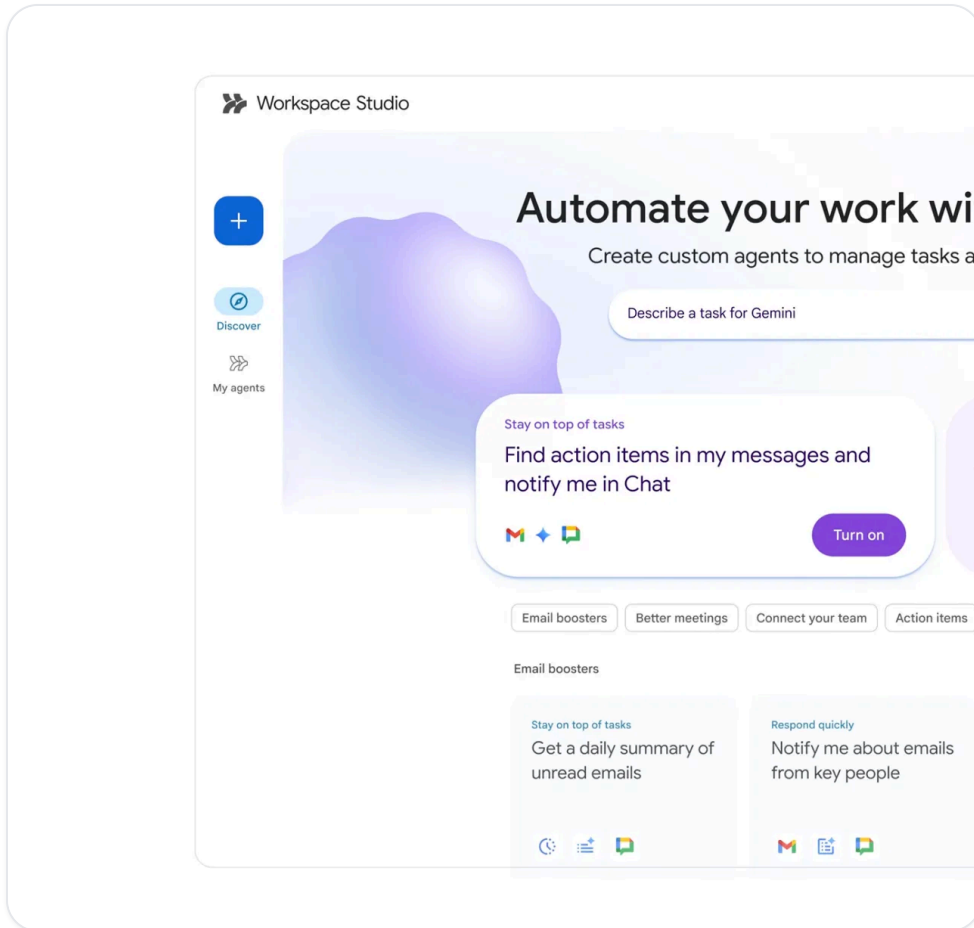 Workspace Studio
Automate your work wi
Create custom agents to manage tasks a
Describe a task for Gemini
Discover
My agents
Stay on top of tasks
Find action items in my messages and
notify me in Chat
Turn on
Email boosters
Better meetings
Connect your team
Action items
Email boosters
Stay on top of tasks
Get a daily summary of
unread emails
Respond quickly
Notify me about emails
from key people